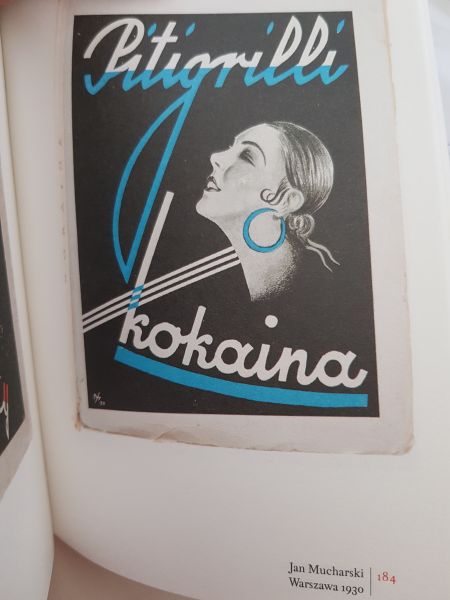 Pitigrilli
kokaina
Jan Mucharski
Warszawa 1930
184